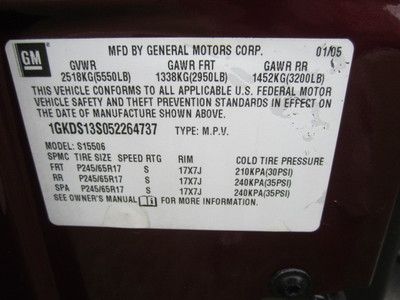 GM
MFD BY GENERAL MOTORS CORP. 01/05
GVWR GAWR FRT GAWR RR
2518KG(5550LB) 1338KG(2950LB) 1452KG(3200LB)
THIS VEHICLE CONFORMS TO ALL APPLICABLE U.S. FEDERAL MOTOR
VEHICLE SAFETY AND THEFT PREVENTION STANDARDS IN EFFECT ON
THE DATE OF MANUFACTURE SHOWN ABOVE.
1GKDS13S052264737 TYPE: M.P.V.
MODEL: S15506
SPMC TIRE SIZE SPEED RTG RIM COLD TIRE PRESSURE
FRT P245/65R17 S 17X7J 210KPA(30PSI)
RR P245/65R17 S 17X7J 240KPA(35PSI)
SPA P245/65R17 S 17X7J 240KPA(35PSI)
SEE OWNER'S MANUAL FOR MORE INFORMATION.